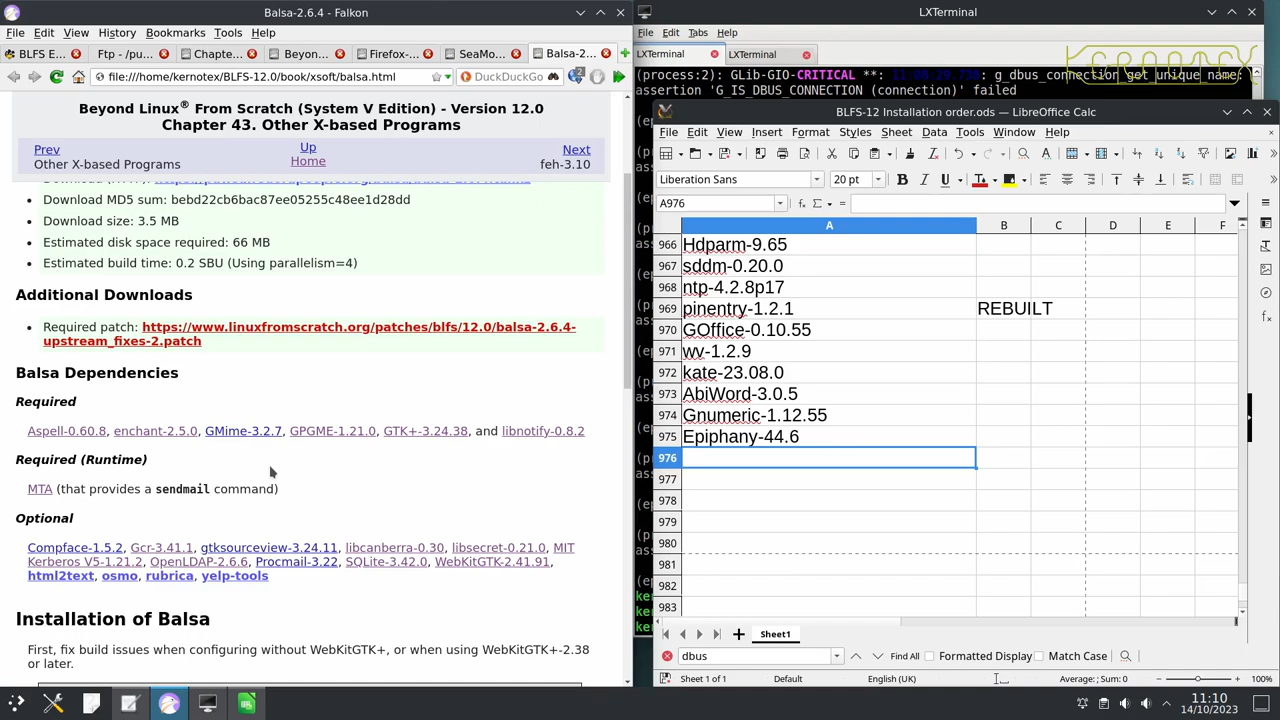 Balsa-2.6.4 - Falkon
File Edit View History Bookmarks Tools Help
BLFS E... Ftp - /pu... Chapte... Beyon... Firefox-... SeaMo... Balsa-2...
file:///home/kernotex/BLFS-12.0/book/xsoft/balsa.html DuckDuckGo
Beyond Linux® From Scratch (System V Edition) - Version 12.0
Chapter 43. Other X-based Programs
Prev Up Next
Other X-based Programs Home feh-3.10
Download MD5 sum: bebd22cb6bac87ee05255c48ee1d28dd
Download size: 3.5 MB
Estimated disk space required: 66 MB
Estimated build time: 0.2 SBU (Using parallelism=4)
Additional Downloads
Required patch: https://www.linuxfromscratch.org/patches/blfs/12.0/balsa-2.6.4-
upstream_fixes-2.patch
Balsa Dependencies
Required
Aspell-0.60.8, enchant-2.5.0, GMime-3.2.7, GPGME-1.21.0, GTK+-3.24.38, and libnotify-0.8.2
Required (Runtime)
MTA (that provides a sendmail command)
Optional
Compface-1.5.2, Gcr-3.41.1, gtksourceview-3.24.11, libcanberra-0.30, libsecret-0.21.0, MIT
Kerberos V5-1.21.2, OpenLDAP-2.6.6, Procmail-3.22, SQLite-3.42.0, WebKitGTK-2.41.91,
html2text, osmo, rubrica, yelp-tools
Installation of Balsa
First, fix build issues when configuring without WebKitGTK+, or when using WebKitGTK+-2.38
or later.
LXTerminal
File Edit Tabs Help
LXTerminal LXTerminal
KERNOTEX
(process:2): GLib-GIO-CRITICAL **: 11:08:29.738: g_dbus_connection_get_unique_name:
assertion 'G_IS_DBUS_CONNECTION (connection)' failed
BLFS-12 Installation order.ods — LibreOffice Calc
File Edit View Insert Format Styles Sheet Data Tools Window Help
Liberation Sans 20 pt
A976
A B C D E F
966 Hdparm-9.65
967 sddm-0.20.0
968 ntp-4.2.8p17
969 pinentry-1.2.1 REBUILT
970 GOffice-0.10.55
971 wv-1.2.9
972 kate-23.08.0
973 AbiWord-3.0.5
974 Gnumeric-1.12.55
975 Epiphany-44.6
976
977
978
979
980
981
982
983
Sheet1
dbus Find All Formatted Display Match Case
Sheet 1 of 1 Default English (UK) Average: ; Sum: 0 100%
11:10
14/10/2023